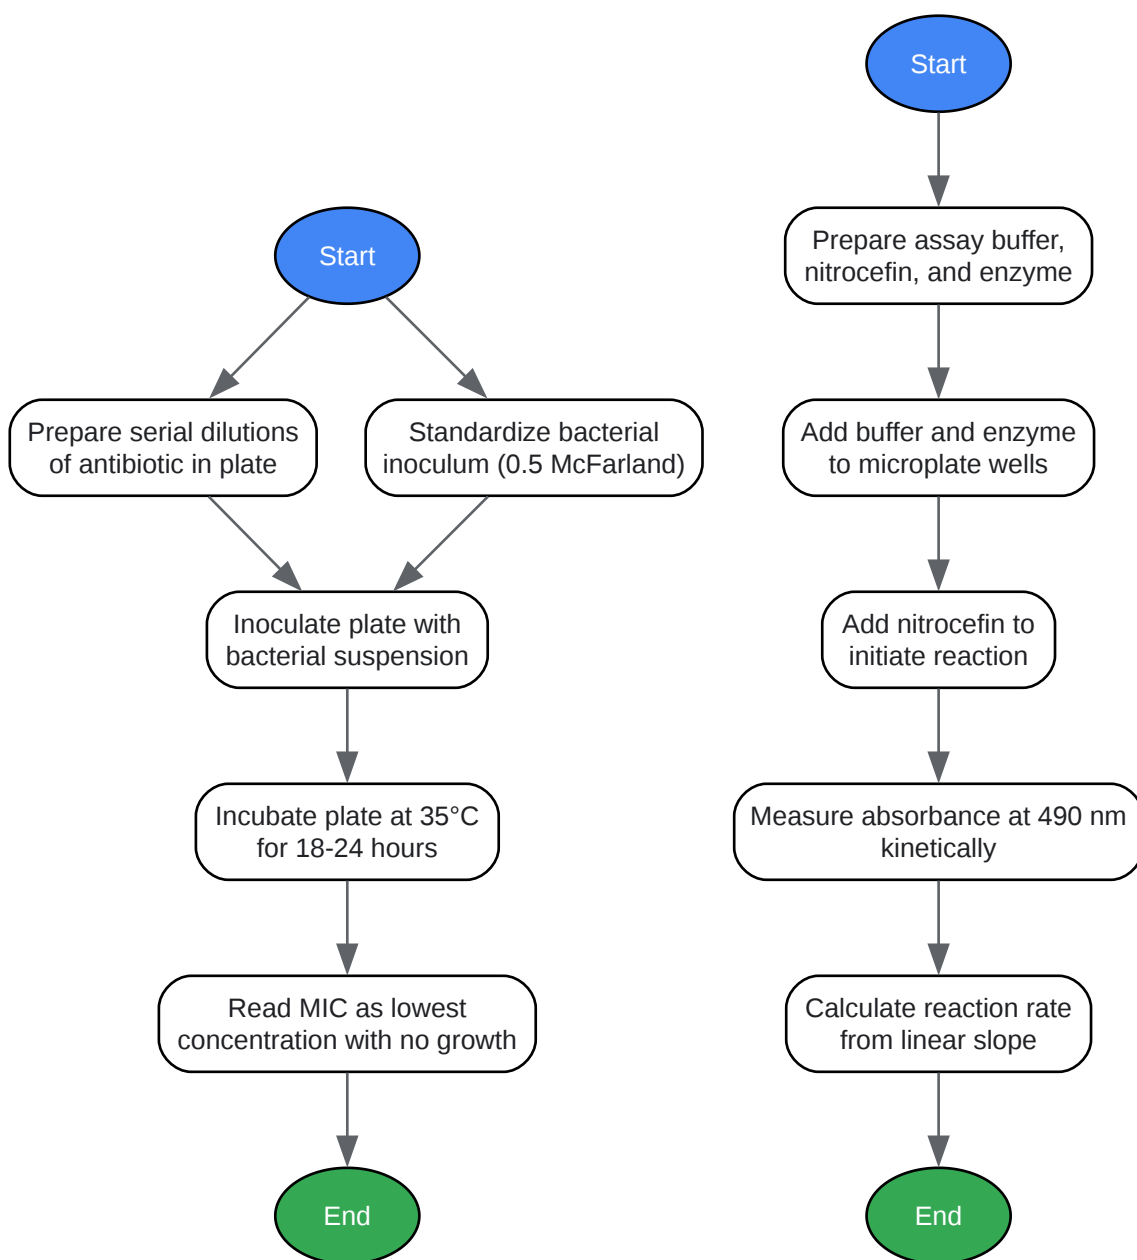 Start
Prepare serial dilutions
of antibiotic in plate
Standardize bacterial
inoculum (0.5 McFarland)
Inoculate plate with
bacterial suspension
Incubate plate at 35°C
for 18-24 hours
Read MIC as lowest
concentration with no growth
End
Start
Prepare assay buffer,
nitrocefin, and enzyme
Add buffer and enzyme
to microplate wells
Add nitrocefin to
initiate reaction
Measure absorbance at 490 nm
kinetically
Calculate reaction rate
from linear slope
End